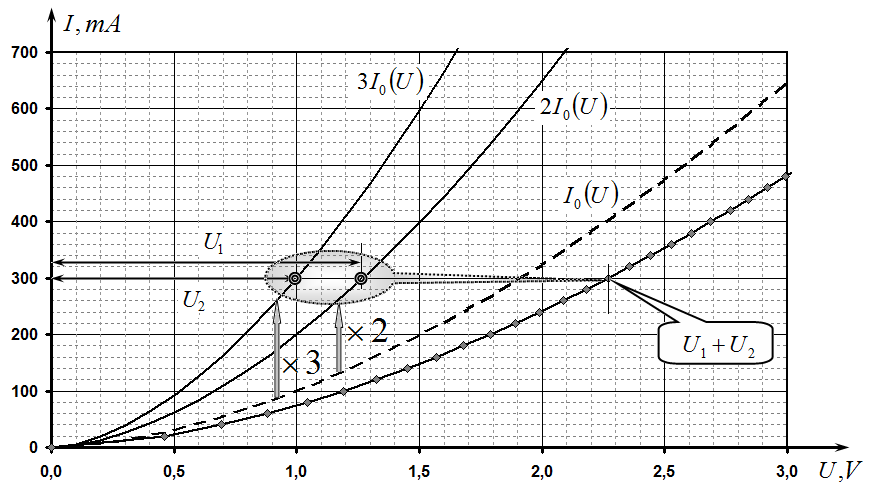 I, mA
700
600
500
400
300
200
100
0
3I₀(U)
2I₀(U)
I₀(U)
U₁
U₂
×3
×2
U₁ + U₂
0,0 0,5 1,0 1,5 2,0 2,5 3,0
U,V